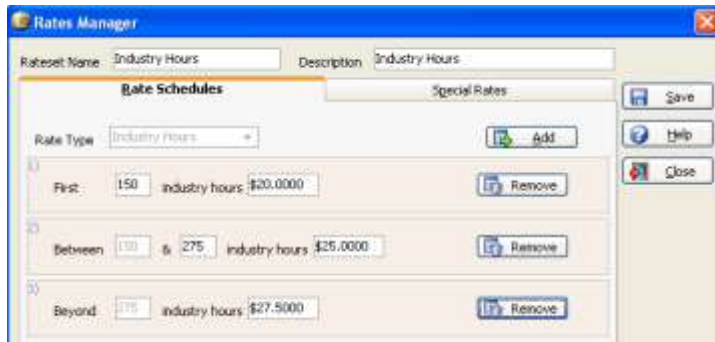 Rates Manager
Rateset Name Industry Hours Description Industry Hours
Rate Schedules Special Rates
Save
Rate Type Industry Hours Add
Help
Close
1)
First 150 industry hours $20.0000 Remove
2)
Between 150 & 275 industry hours $25.0000 Remove
3)
Beyond 275 industry hours $27.5000 Remove